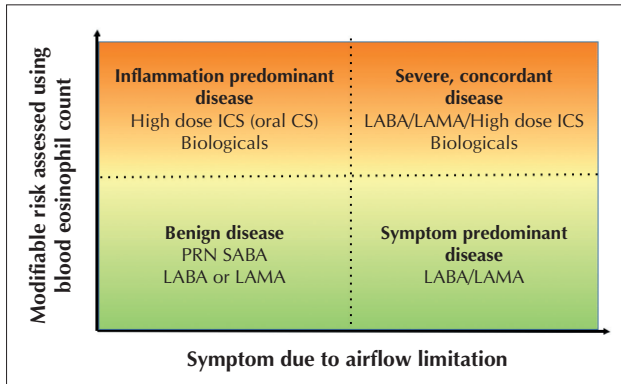 Modifiable risk assessed using
blood eosinophil count
Inflammation predominant
disease
High dose ICS (oral CS)
Biologicals
Severe, concordant
disease
LABA/LAMA/High dose ICS
Biologicals
Benign disease
PRN SABA
LABA or LAMA
Symptom predominant
disease
LABA/LAMA
Symptom due to airflow limitation